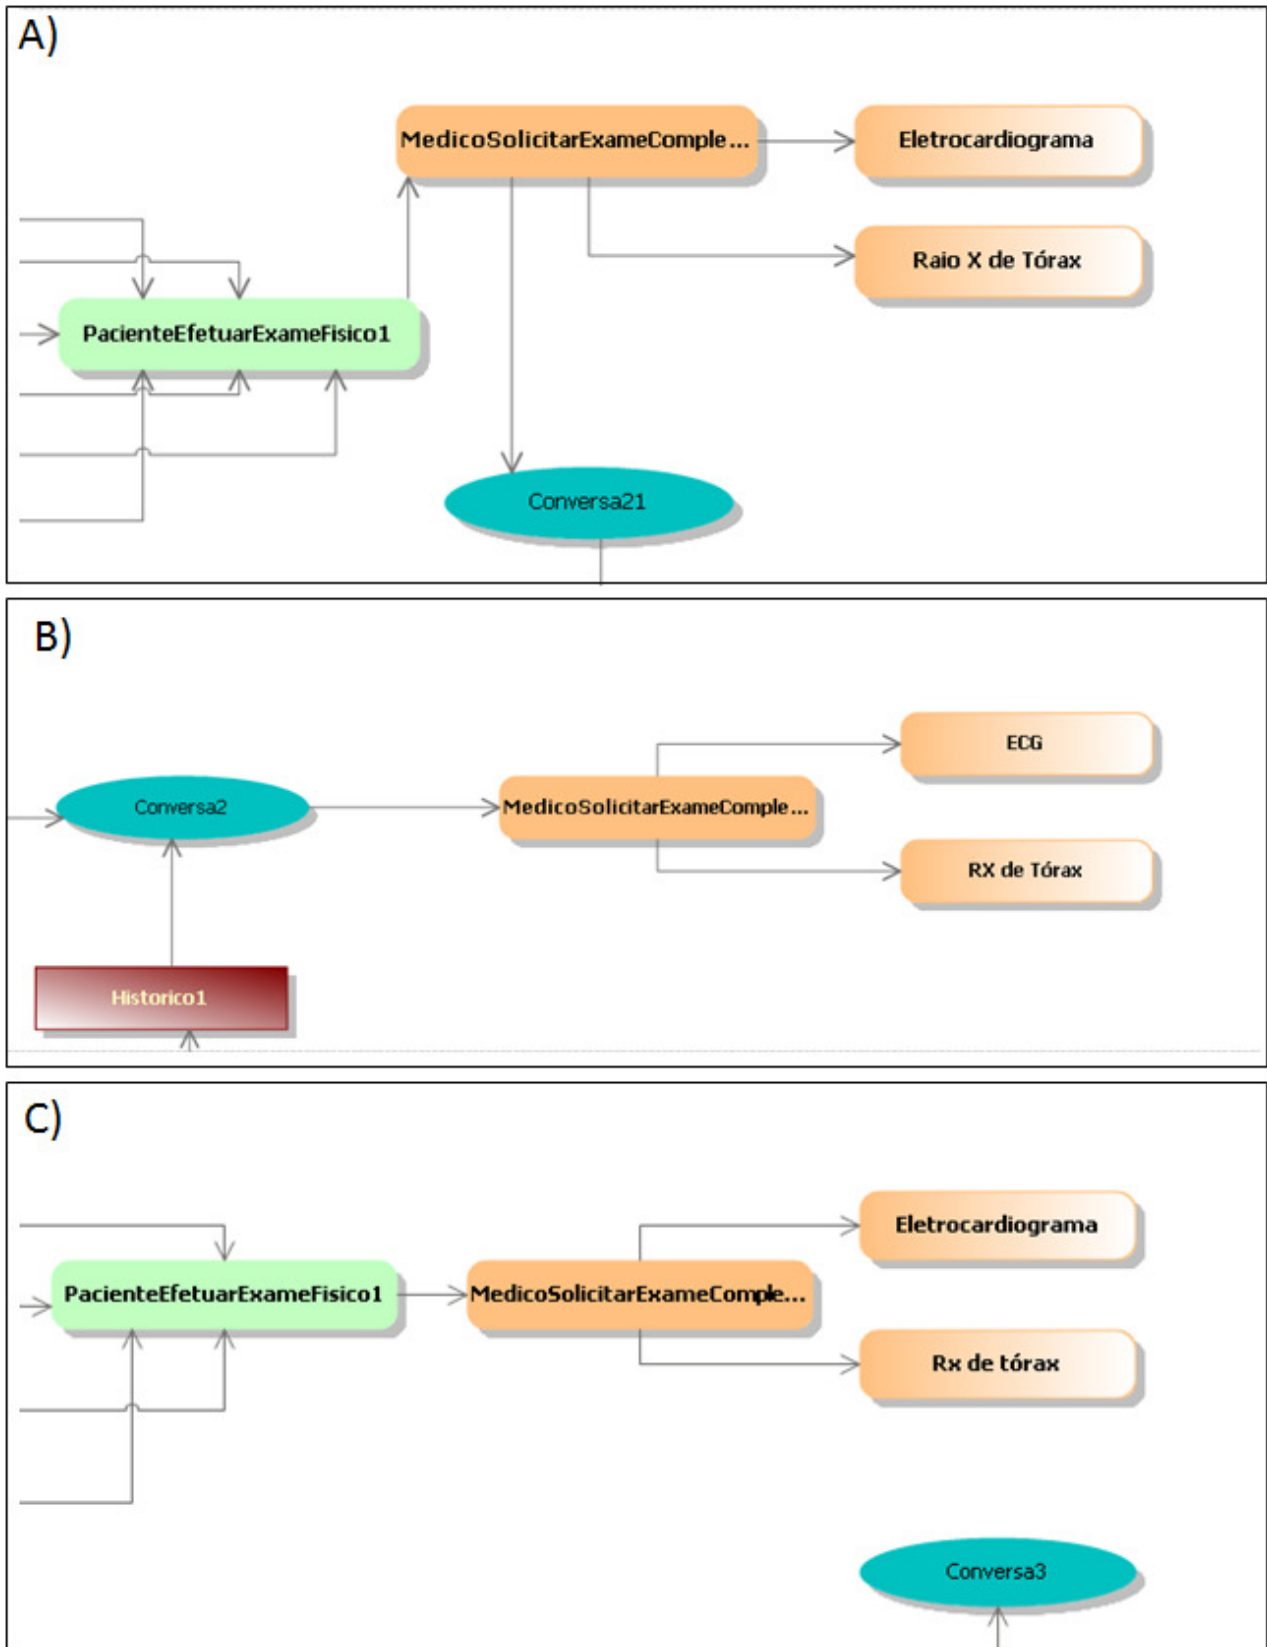 A)
MedicoSolicitarExameComple...
Eletrocardiograma
Raio X de Tórax
PacienteEfetuarExameFisico1
Conversa21
B)
ECG
Conversa2
MedicoSolicitarExameComple...
RX de Tórax
Historico1
C)
Eletrocardiograma
PacienteEfetuarExameFisico1
MedicoSolicitarExameComple...
Rx de tórax
Conversa3